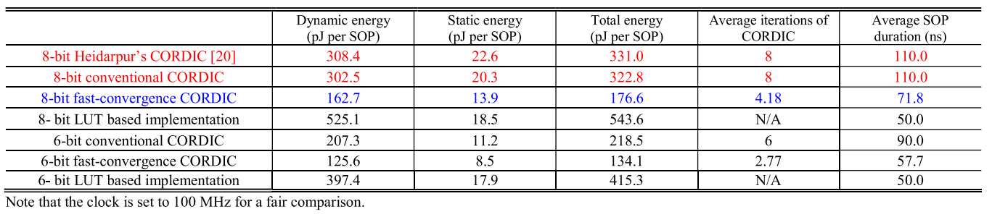 Dynamic energy (pJ per SOP) Static energy (pJ per SOP) Total energy (pJ per SOP) Average iterations of CORDIC Average SOP duration (ns)
8-bit Heidarpur's CORDIC [20] 308.4 22.6 331.0 8 110.0
8-bit conventional CORDIC 302.5 20.3 322.8 8 110.0
8-bit fast-convergence CORDIC 162.7 13.9 176.6 4.18 71.8
8- bit LUT based implementation 525.1 18.5 543.6 N/A 50.0
6-bit conventional CORDIC 207.3 11.2 218.5 6 90.0
6-bit fast-convergence CORDIC 125.6 8.5 134.1 2.77 57.7
6- bit LUT based implementation 397.4 17.9 415.3 N/A 50.0
Note that the clock is set to 100 MHz for a fair comparison.